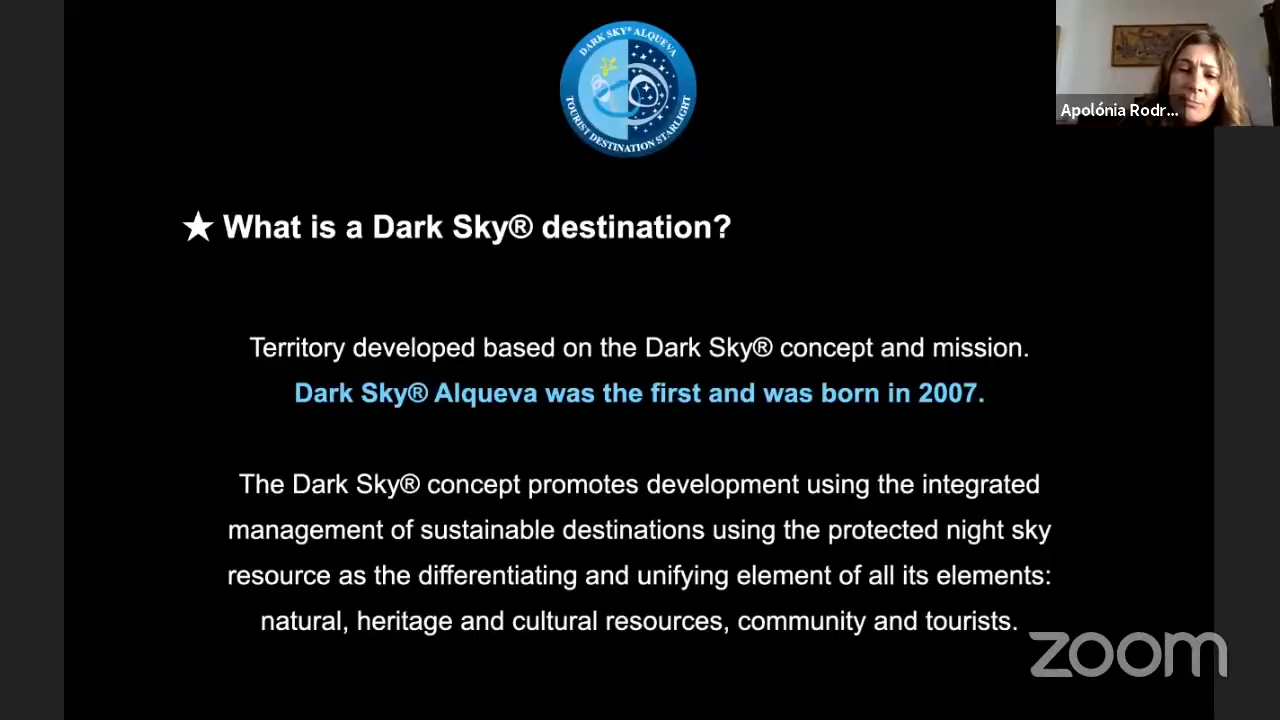 DARK SKY® ALQUEVA
TOURIST DESTINATION STARLIGHT
Apolónia Rodr...
★ What is a Dark Sky® destination?
Territory developed based on the Dark Sky® concept and mission.
Dark Sky® Alqueva was the first and was born in 2007.
The Dark Sky® concept promotes development using the integrated
management of sustainable destinations using the protected night sky
resource as the differentiating and unifying element of all its elements:
natural, heritage and cultural resources, community and tourists.
zoom